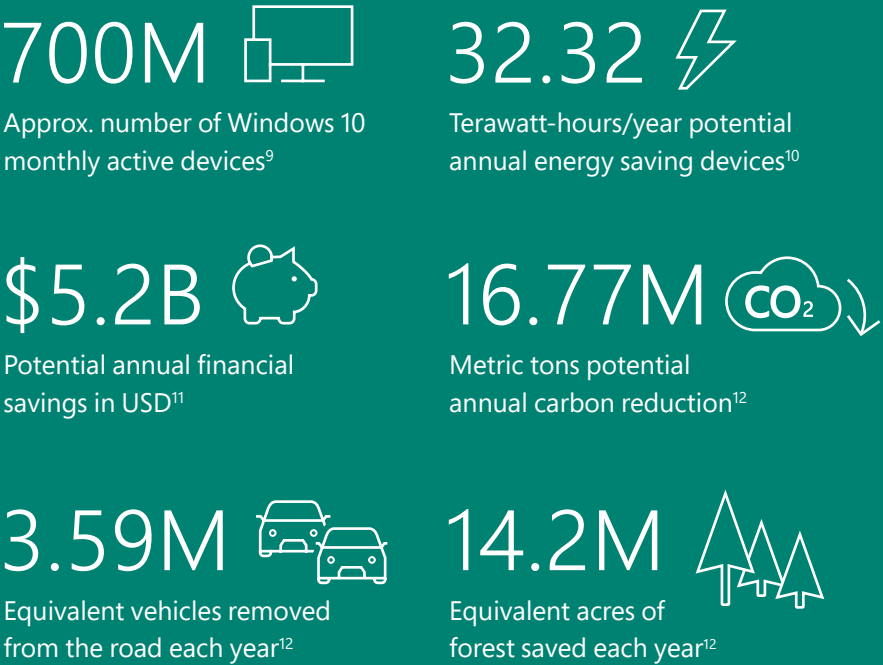 700M
Approx. number of Windows 10
monthly active devices⁹
32.32
Terawatt-hours/year potential
annual energy saving devices¹⁰
$5.2B
Potential annual financial
savings in USD¹¹
16.77M
CO₂
Metric tons potential
annual carbon reduction¹²
3.59M
Equivalent vehicles removed
from the road each year¹²
14.2M
Equivalent acres of
forest saved each year¹²